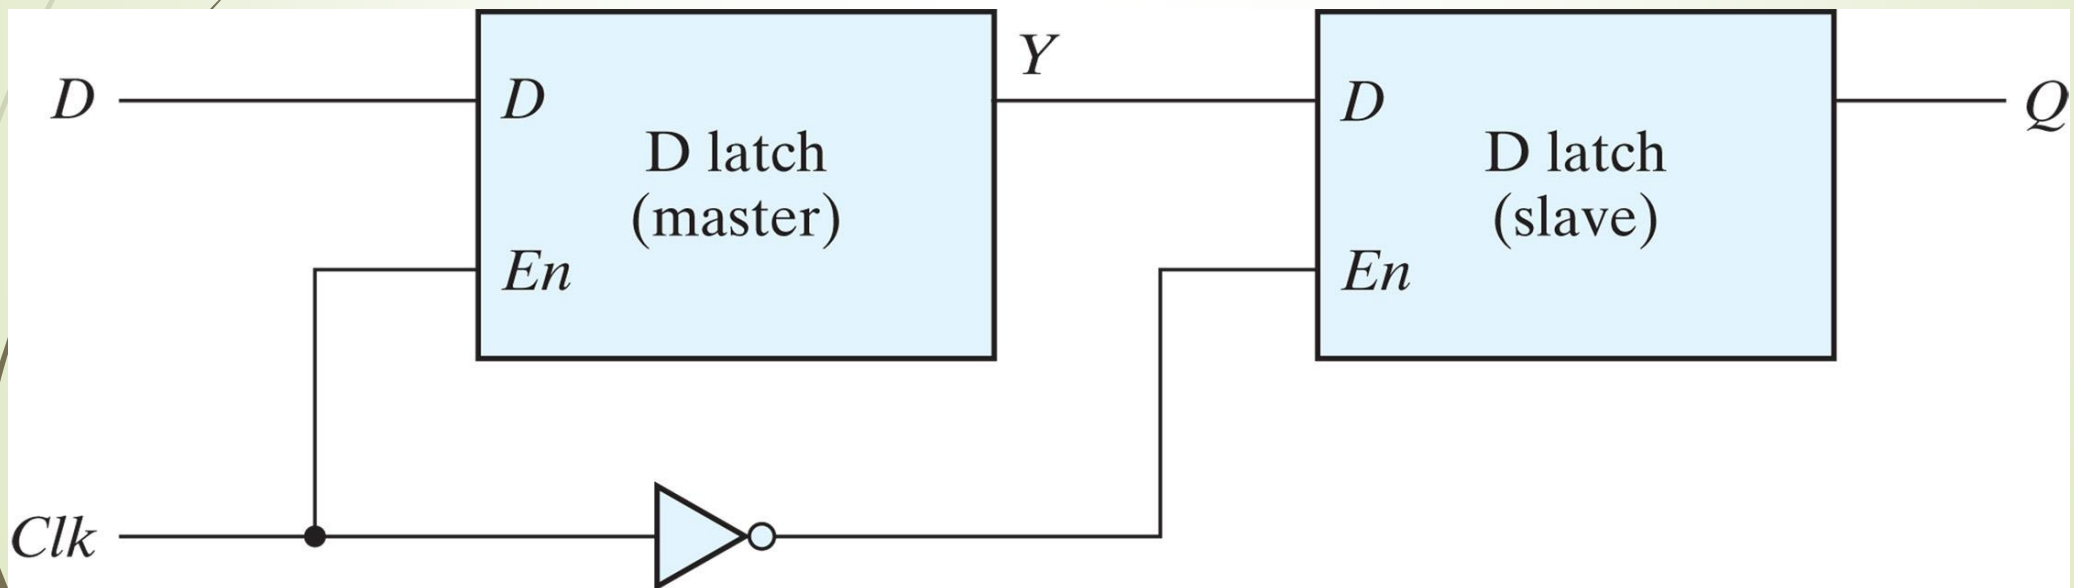 D
D
D latch
(master)
En
Y
D
D latch
(slave)
En
Q
Clk